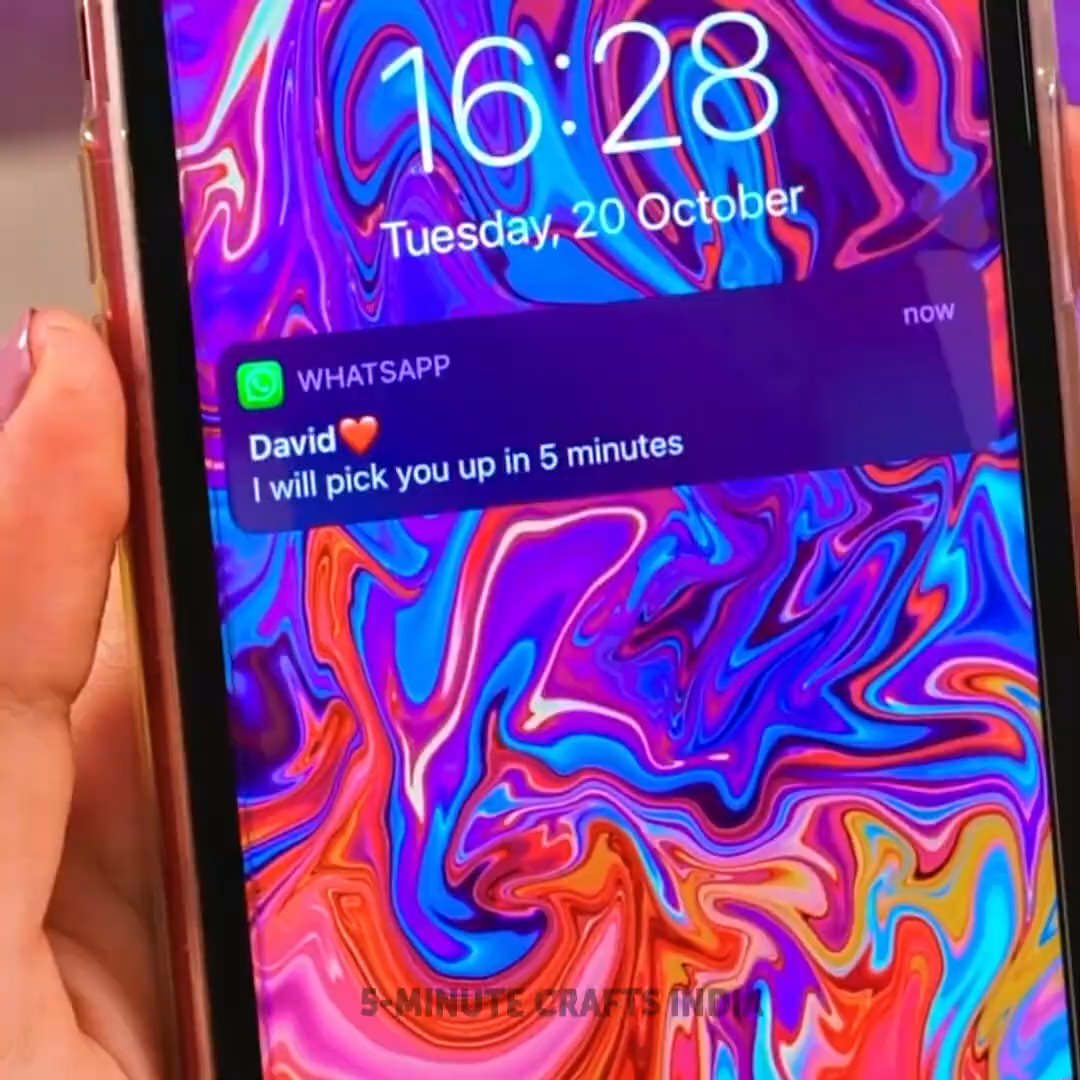 16:28
Tuesday, 20 October
WHATSAPP
now
David❤️
I will pick you up in 5 minutes
5-MINUTE CRAFTS INDIA